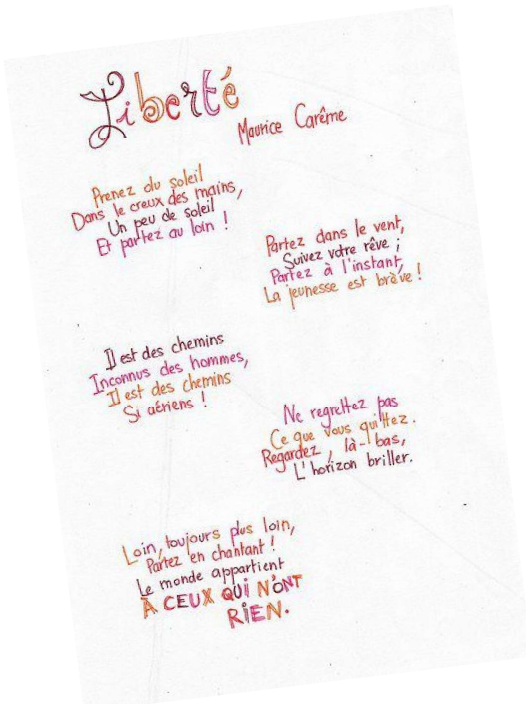 Liberté
Maurice Carême
Prenez du soleil
Dans le creux des mains,
Un peu de soleil
Et partez au loin !
Partez dans le vent,
Suivez votre rêve ;
Partez à l'instant,
La jeunesse est brève !
Il est des chemins
Inconnus des hommes,
Il est des chemins
Si aériens !
Ne regrettez pas
Ce que vous quittez.
Regardez, là-bas,
L'horizon briller.
Loin, toujours plus loin,
Partez en chantant !
Le monde appartient
À CEUX QUi N'ONT
RiEN.